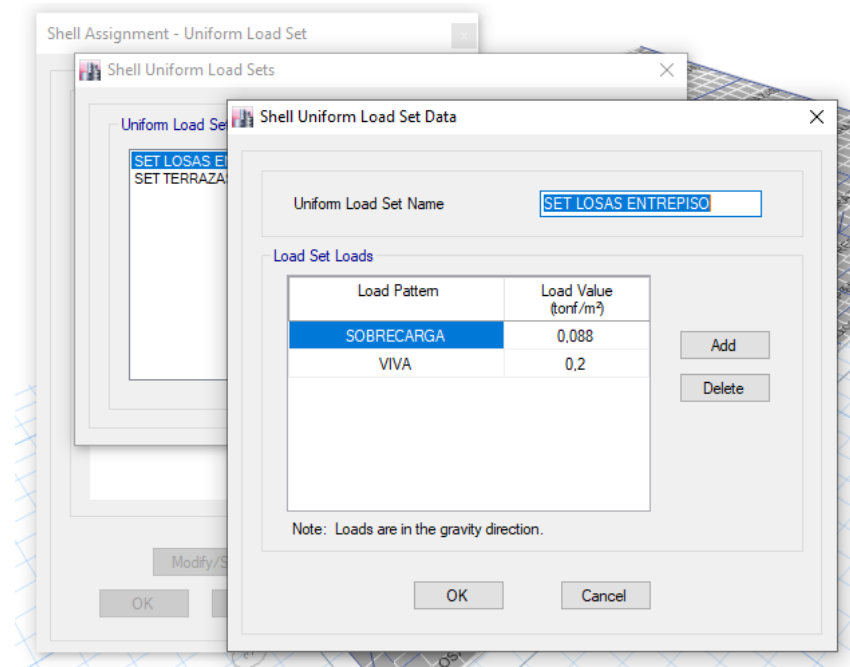 Shell Assignment - Uniform Load Set
x
Shell Uniform Load Sets
Uniform Load Se
SET LOSAS E
SET TERRAZA
Modify/S
OK
Shell Uniform Load Set Data
Uniform Load Set Name
SET LOSAS ENTREPISO
Load Set Loads
Load Pattern
Load Value
(tonf/m²)
SOBRECARGA
0,088
VIVA
0,2
Add
Delete
Note: Loads are in the gravity direction.
OK
Cancel